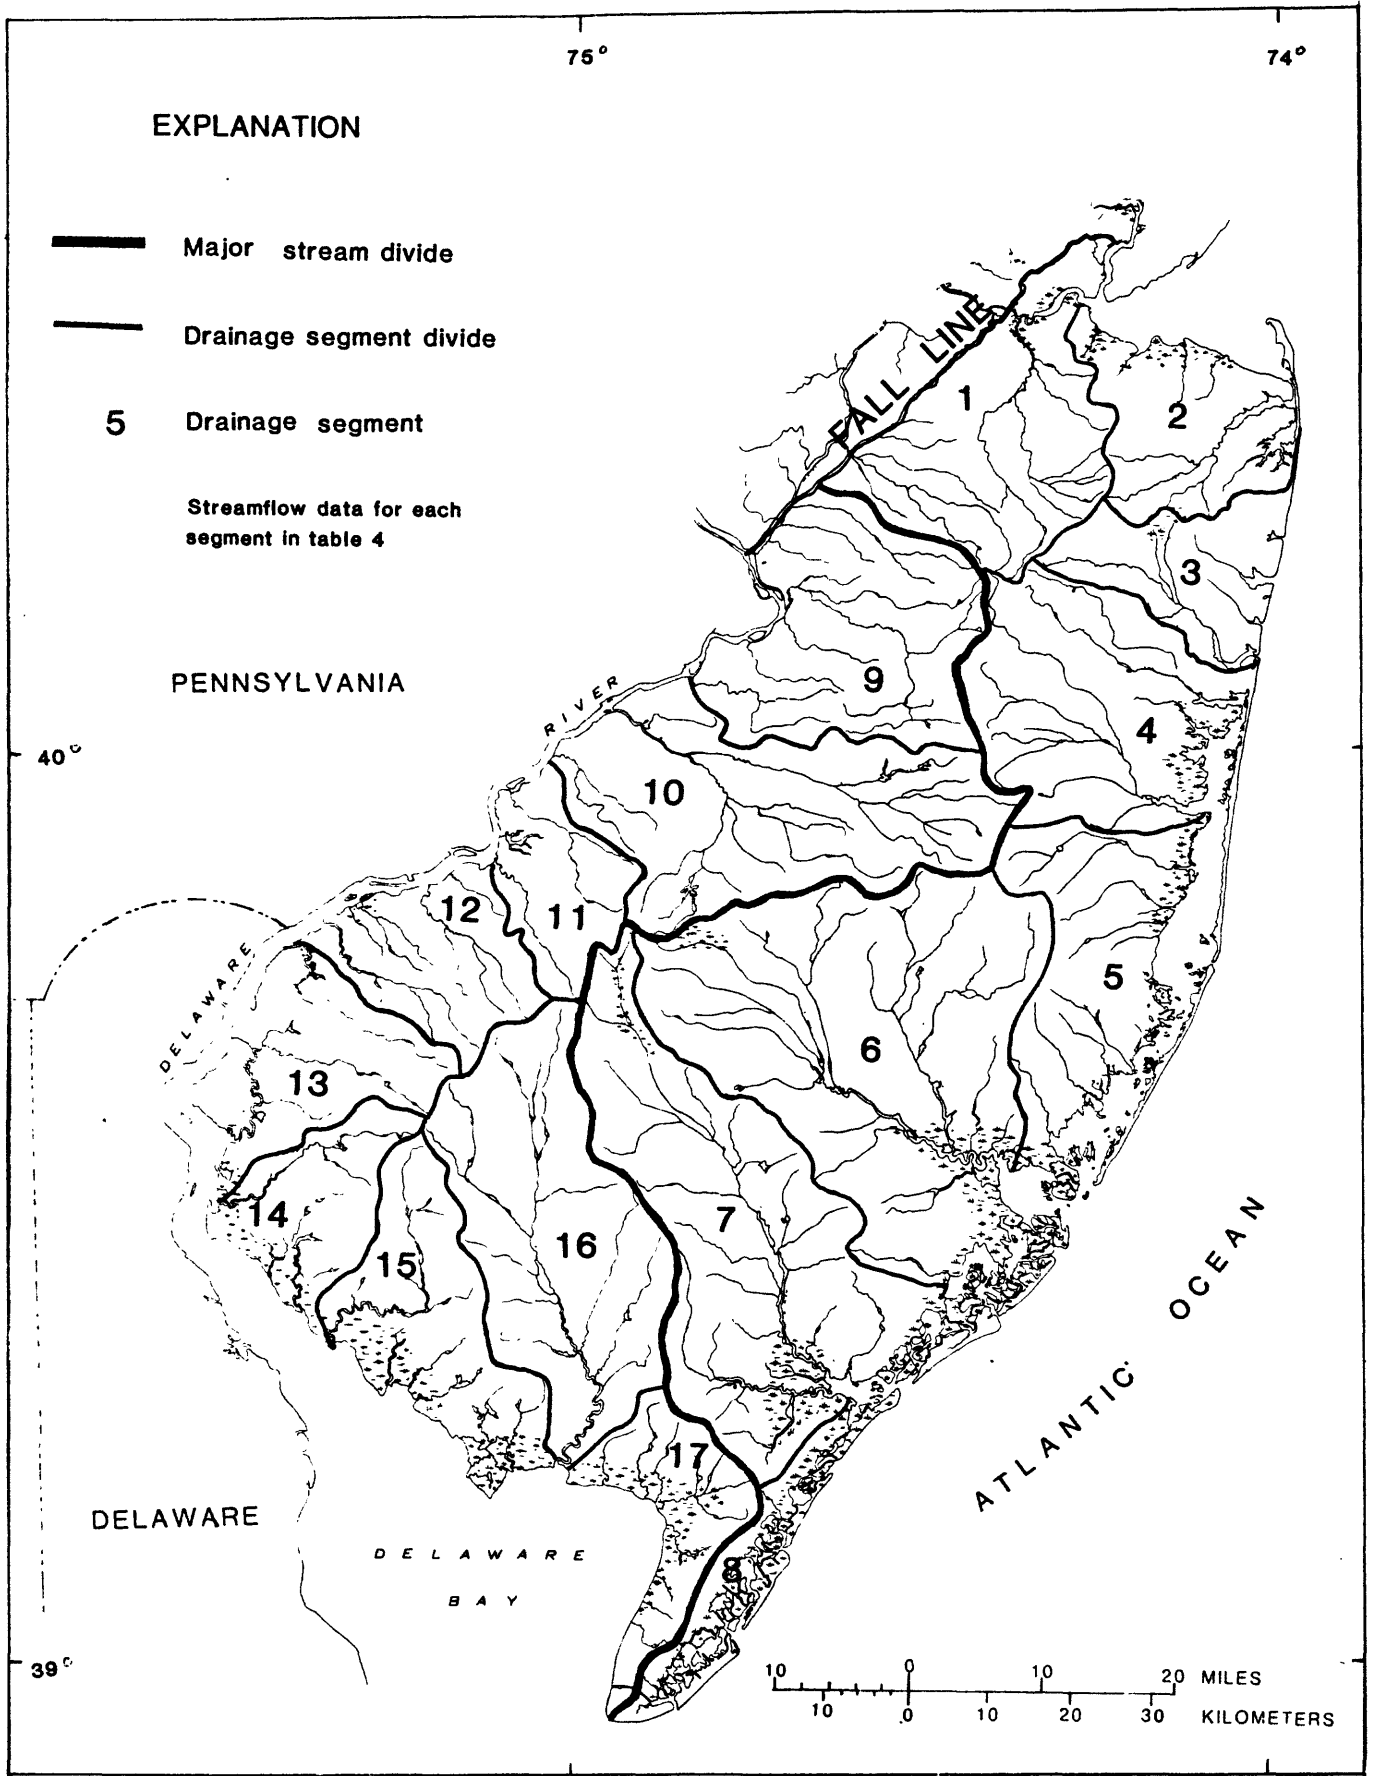 75°
74°
EXPLANATION
Major stream divide
Drainage segment divide
5 Drainage segment
Streamflow data for each
segment in table 4
FALL LINE
1
2
3
PENNSYLVANIA
RIVER
9
4
40°
10
12
11
DELAWARE
5
6
13
14
7
16
15
OCEAN
ATLANTIC
17
DELAWARE
DELAWARE
BAY
8
39°
10 0 10 20 MILES
10 0 10 20 30 KILOMETERS